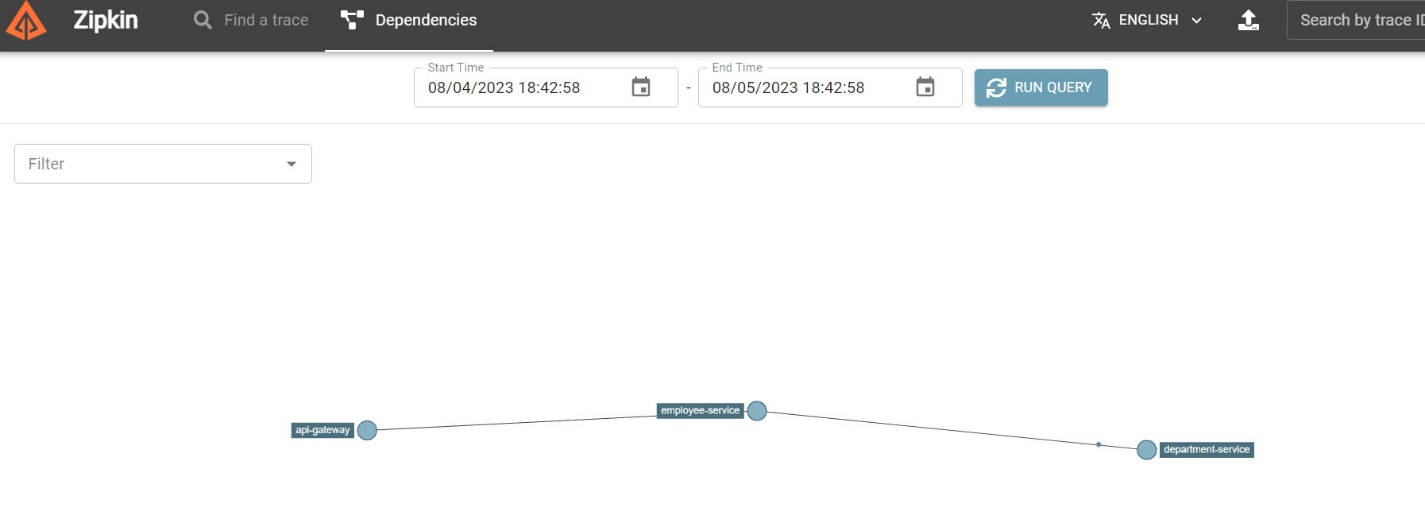 Zipkin
Find a trace
Dependencies
ENGLISH
Search by trace ID
Start Time
08/04/2023 18:42:58
-
End Time
08/05/2023 18:42:58
RUN QUERY
Filter
employee-service
api-gateway
department-service